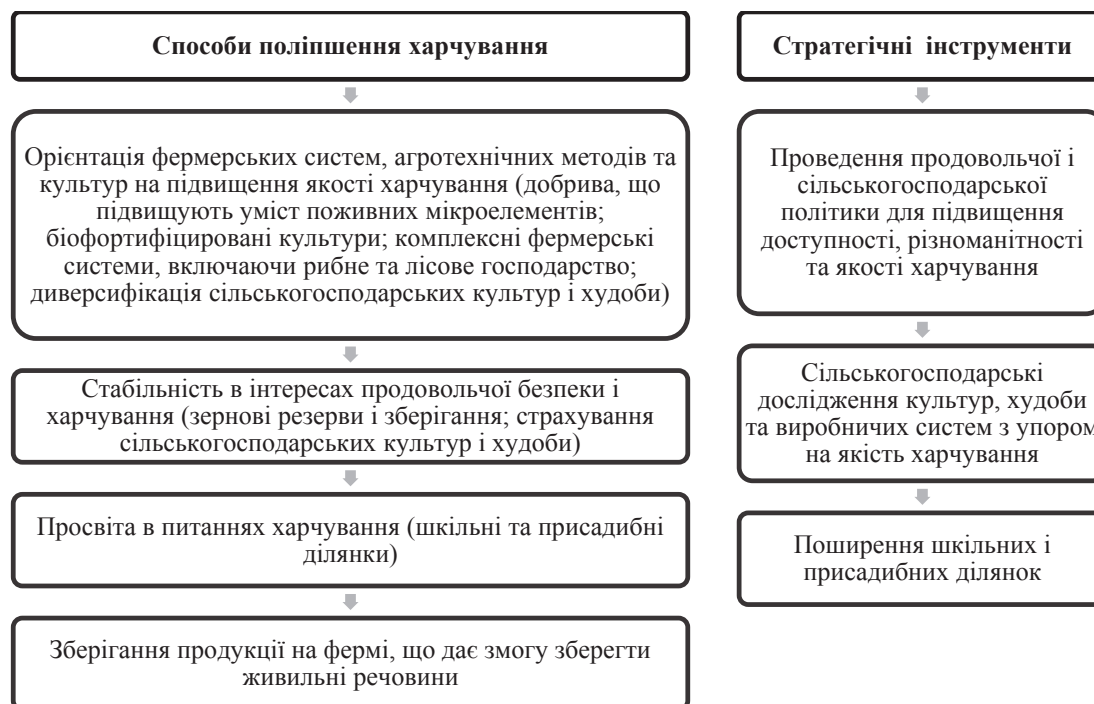 Способи поліпшення харчування
Орієнтація фермерських систем, агротехнічних методів та
культур на підвищення якості харчування (добрива, що
підвищують уміст поживних мікроелементів;
біофортифіцировані культури; комплексні фермерські
системи, включаючи рибне та лісове господарство;
диверсифікація сільськогосподарських культур і худоби)
Стабільність в інтересах продовольчої безпеки і
харчування (зернові резерви і зберігання; страхування
сільськогосподарських культур і худоби)
Просвіта в питаннях харчування (шкільні та присадибні
ділянки)
Зберігання продукції на фермі, що дає змогу зберегти
живильні речовини
Стратегічні інструменти
Проведення продовольчої і
сільськогосподарської
політики для підвищення
доступності, різноманітності
та якості харчування
Сільськогосподарські
дослідження культур, худоби
та виробничих систем з упором
на якість харчування
Поширення шкільних і
присадибних ділянок